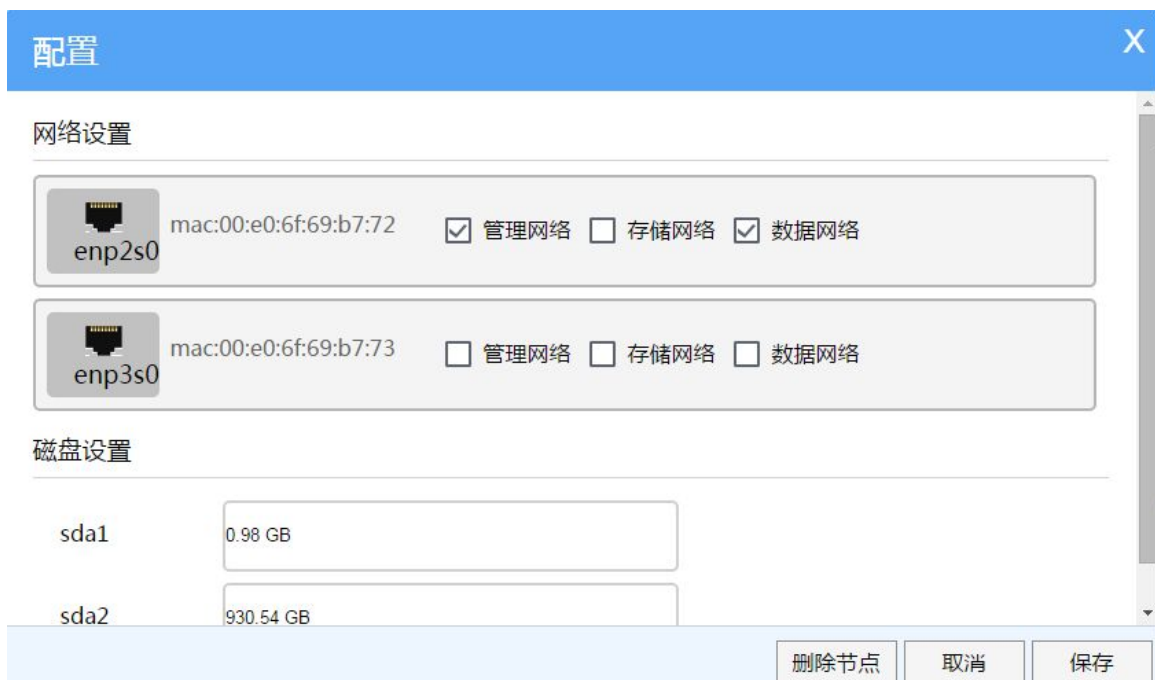 配置 X
网络设置
mac:00:e0:6f:69:b7:72 管理网络 存储网络 数据网络
enp2s0
mac:00:e0:6f:69:b7:73 管理网络 存储网络 数据网络
enp3s0
磁盘设置
sda1 0.98 GB
sda2 930.54 GB
删除节点 取消 保存